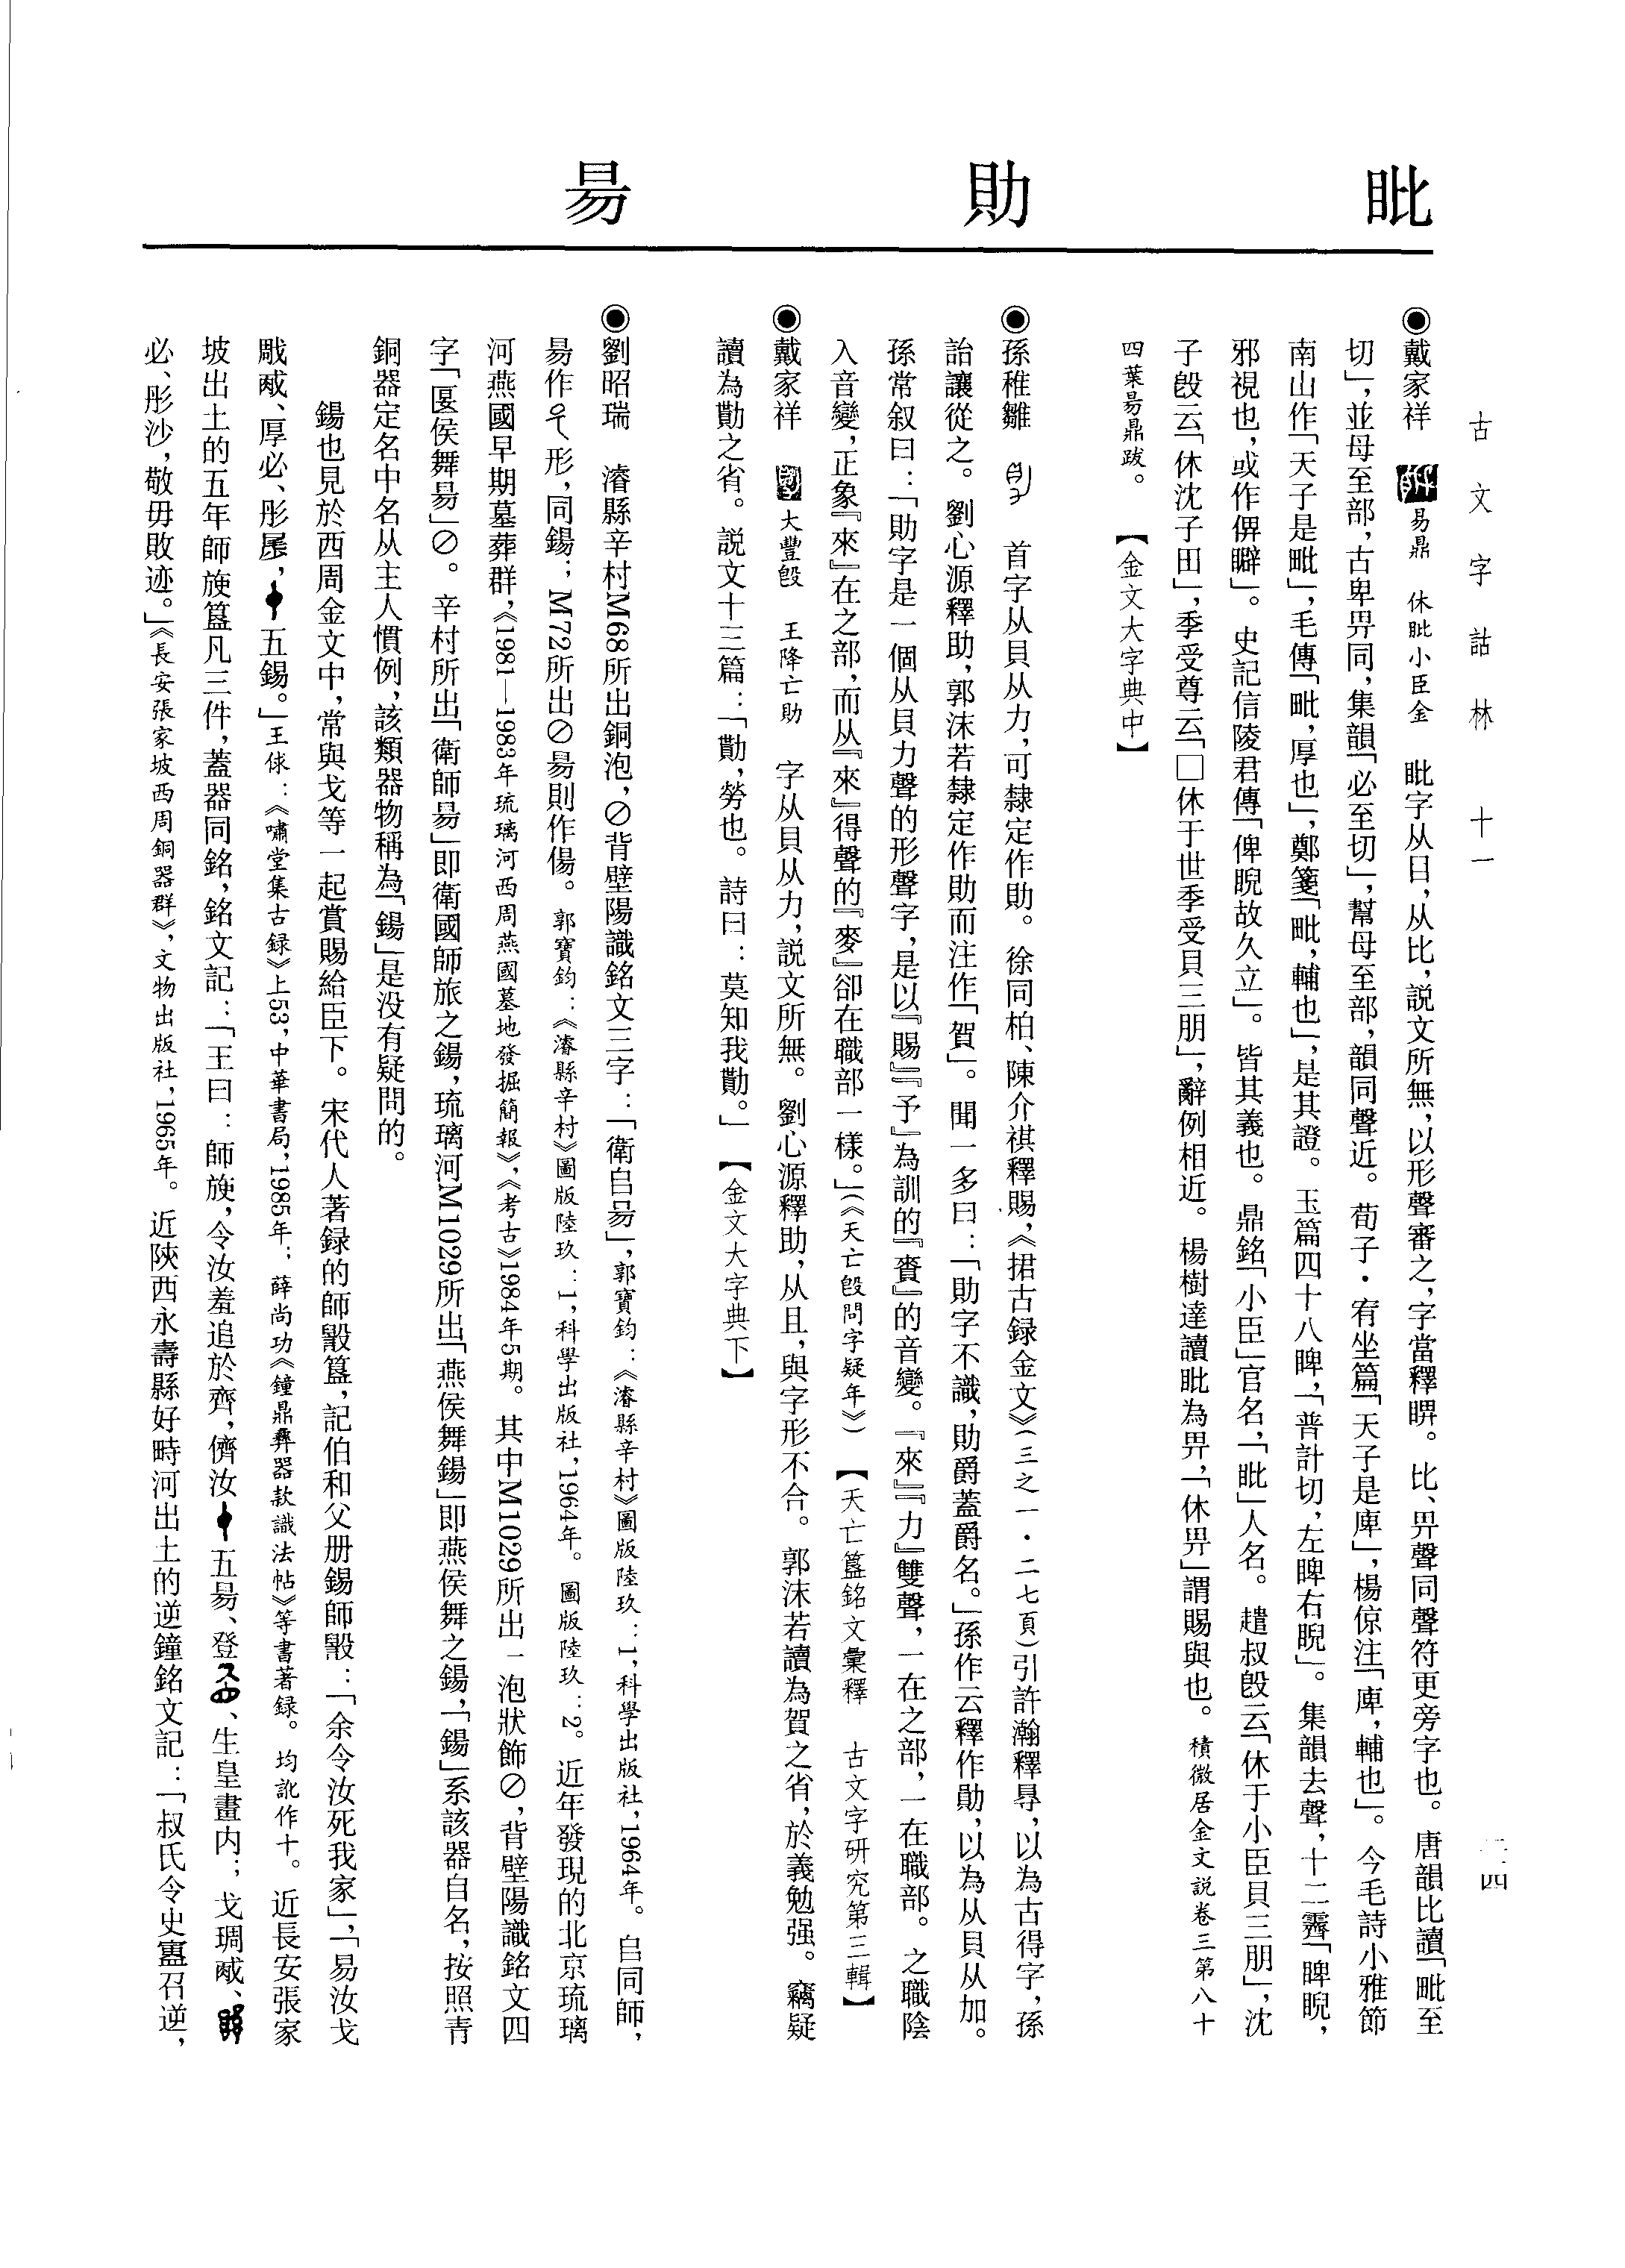 古文字詁林 十一
四
眦 助 昜
◉戴家祥 易鼎 休眦小臣金 眦字从目,从比,説文所無,以形聲審之,字當釋睤。比、畀聲同聲符更旁字也。唐韻比讀「毗至
切」,並母至部,古卑畀同,集韻「必至切」,幫母至部,韻同聲近。荀子·宥坐篇「天子是庳」,楊倞注「庳,輔也」。今毛詩小雅節
南山作「天子是毗」,毛傳「毗,厚也」,鄭箋「毗,輔也」,是其證。玉篇四十八睥,「普計切,左睥右睨」。集韻去聲,十二霽「睥睨,
邪視也,或作僻」。史記信陵君傳「俾睨故久立」。皆其義也。鼎銘「小臣」官名,「眦」人名。趞叔𣪘云「休于小臣貝三朋」,沈
子𣪘云「休沈子田」,季受尊云「□休于世季受貝三朋」,辭例相近。楊樹達讀眦為畀,「休畀」謂賜與也。積微居金文説卷三第八十
四葉易鼎跋。 【金文大字典中】
◉孫稚雛 首字从貝从力,可隸定作助。徐同柏、陳介祺釋賜,《捃古録金文》(三之一·二七頁)引許瀚釋㝵,以為古得字,孫
詒讓從之。劉心源釋助,郭沫若隸定作助而注作「賀」。聞一多曰:「助字不識,助爵蓋爵名。」孫作云釋作勛,以為从貝从加。
孫常叙曰:「助字是一個从貝力聲的形聲字,是以『賜』『予』為訓的『賚』的音變。『來』『力』雙聲,一在之部,一在職部。之職陰
入音變,正象『來』在之部,而从『來』得聲的『麥』卻在職部一樣。」(《天亡𣪘問字疑年》) 【天亡簋銘文彙釋 古文字研究第三輯】
◉戴家祥 大豐𣪘 王降亡助 字从貝从力,説文所無。劉心源釋助,从且,與字形不合。郭沫若讀為賀之省,於義勉强。竊疑
讀為勩之省。説文十三篇:「勩,勞也。詩曰:莫知我勩。」 【金文大字典下】
◉劉昭瑞 濬縣辛村M68所出銅泡,⊘背壁陽識銘文三字:「衛𠂤昜」,郭寶鈞:《濬縣辛村》圖版陸玖:1,科學出版社,1964年。𠂤同師,
昜作形,同鍚;M72所出⊘昜則作傷。郭寶鈞:《濬縣辛村》圖版陸玖:1,科學出版社,1964年。圖版陸玖:2。近年發現的北京琉璃
河燕國早期墓葬群,《1981—1983年琉璃河西周燕國墓地發掘簡報》,《考古》1984年5期。其中M1029所出一泡狀飾⊘,背壁陽識銘文四
字「匽侯舞昜」⊘。辛村所出「衛師昜」即衛國師旅之鍚,琉璃河M1029所出「燕侯舞鍚」即燕侯舞之鍚,「鍚」系該器自名,按照青
銅器定名中名从主人慣例,該類器物稱為「鍚」是没有疑問的。
鍚也見於西周金文中,常與戈等一起賞賜給臣下。宋代人著録的師毀簋,記伯和父册錫師毀:「余令汝死我家」,「易汝戈
戠、厚必、彤㞙,五鍚。」王俅:《嘯堂集古録》上53,中華書局,1985年;薛尚功《鐘鼎彝器款識法帖》等書著録。均訛作十。近長安張家
坡出土的五年師旋簋凡三件,蓋器同銘,銘文記:「王曰:師旋,令汝羞追於齊,儕汝五昜、登、生皇畫内;戈琱㦻、
必、彤沙,敬毋敗迹。」《長安張家坡西周銅器群》,文物出版社,1965年。近陝西永壽縣好畤河出土的逆鐘銘文記:「叔氏令史㝨召逆,